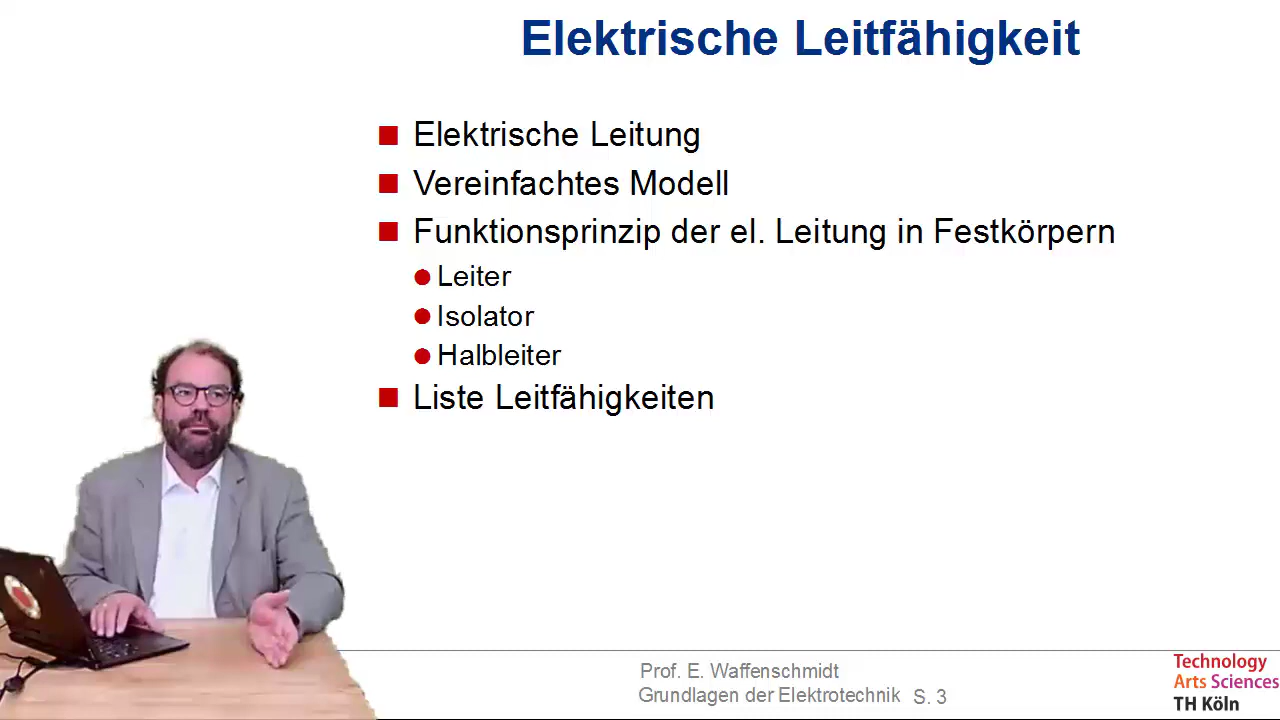 Elektrische Leitfähigkeit
Elektrische Leitung
Vereinfachtes Modell
Funktionsprinzip der el. Leitung in Festkörpern
Leiter
Isolator
Halbleiter
Liste Leitfähigkeiten
Prof. E. Waffenschmidt
Grundlagen der Elektrotechnik S. 3
Technology
Arts Sciences
TH Köln